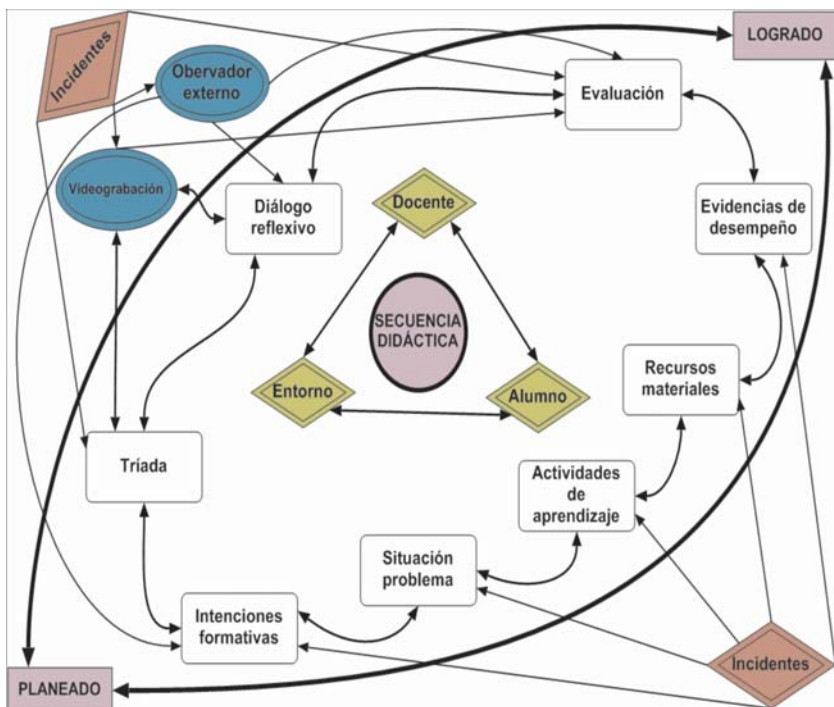 LOGRADO
Incidentes
Obervador
externo
Evaluación
Videograbación
Diálogo
reflexivo
Docente
Evidencias de
desempeño
SECUENCIA
DIDÁCTICA
Entorno
Alumno
Recursos
materiales
Tríada
Actividades
de
aprendizaje
Situación
problema
Intenciones
formativas
Incidentes
PLANEADO